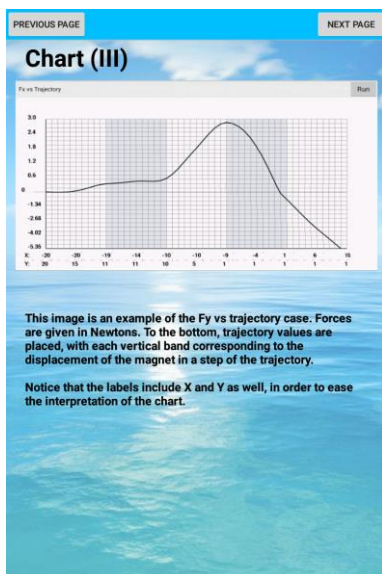 PREVIOUS PAGE
NEXT PAGE
Chart (III)
Fx vs Trajectory
Run
3.0
2.4
1.8
1.2
0.6
0
-1.34
-2.68
-4.02
-5.35
X: -20 -20 -19 -14 -10 -10 -9 -4 1 6 15
Y: 20 15 11 11 10 5 1 1 1 1 1
This image is an example of the Fy vs trajectory case. Forces
are given in Newtons. To the bottom, trajectory values are
placed, with each vertical band corresponding to the
displacement of the magnet in a step of the trajectory.
Notice that the labels include X and Y as well, in order to ease
the interpretation of the chart.